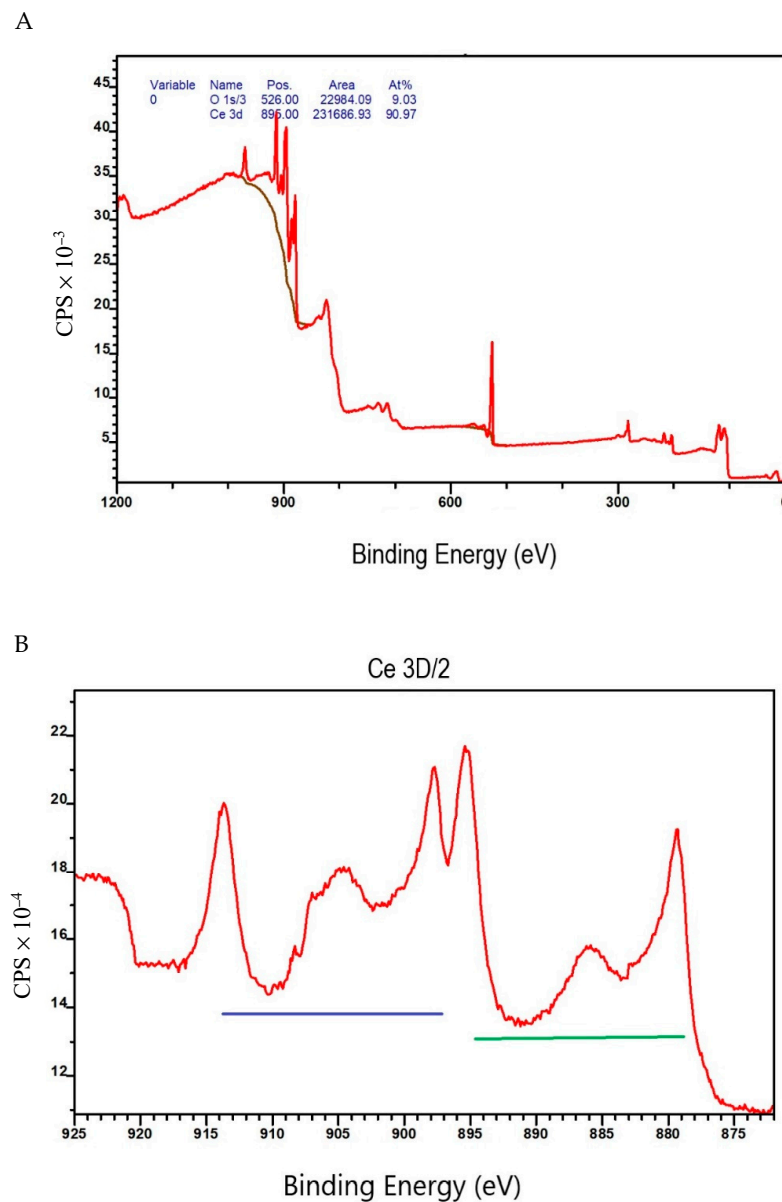 A
Variable Name Pos. Area At%
0 O 1s/3 526.00 22984.09 9.03
Ce 3d 895.00 231686.93 90.97
45
40
35
30
25
20
15
10
5
CPS × 10⁻³
1200 900 600 300 0
Binding Energy (eV)
B
Ce 3D/2
22
20
18
16
14
12
CPS × 10⁻⁴
925 915 910 905 900 895 890 885 880 875
Binding Energy (eV)